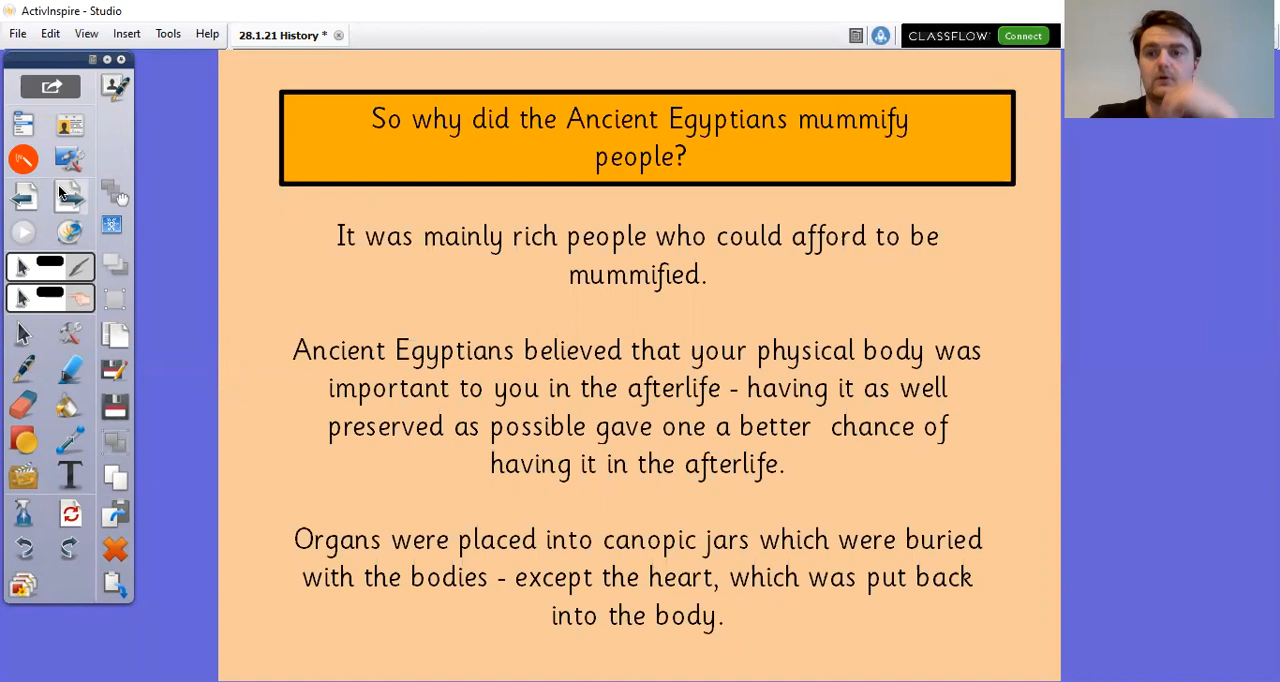 ActivInspire - Studio
File Edit View Insert Tools Help
28.1.21 History *
CLASSFLOW Connect
So why did the Ancient Egyptians mummify
people?
It was mainly rich people who could afford to be
mummified.
Ancient Egyptians believed that your physical body was
important to you in the afterlife - having it as well
preserved as possible gave one a better chance of
having it in the afterlife.
Organs were placed into canopic jars which were buried
with the bodies - except the heart, which was put back
into the body.